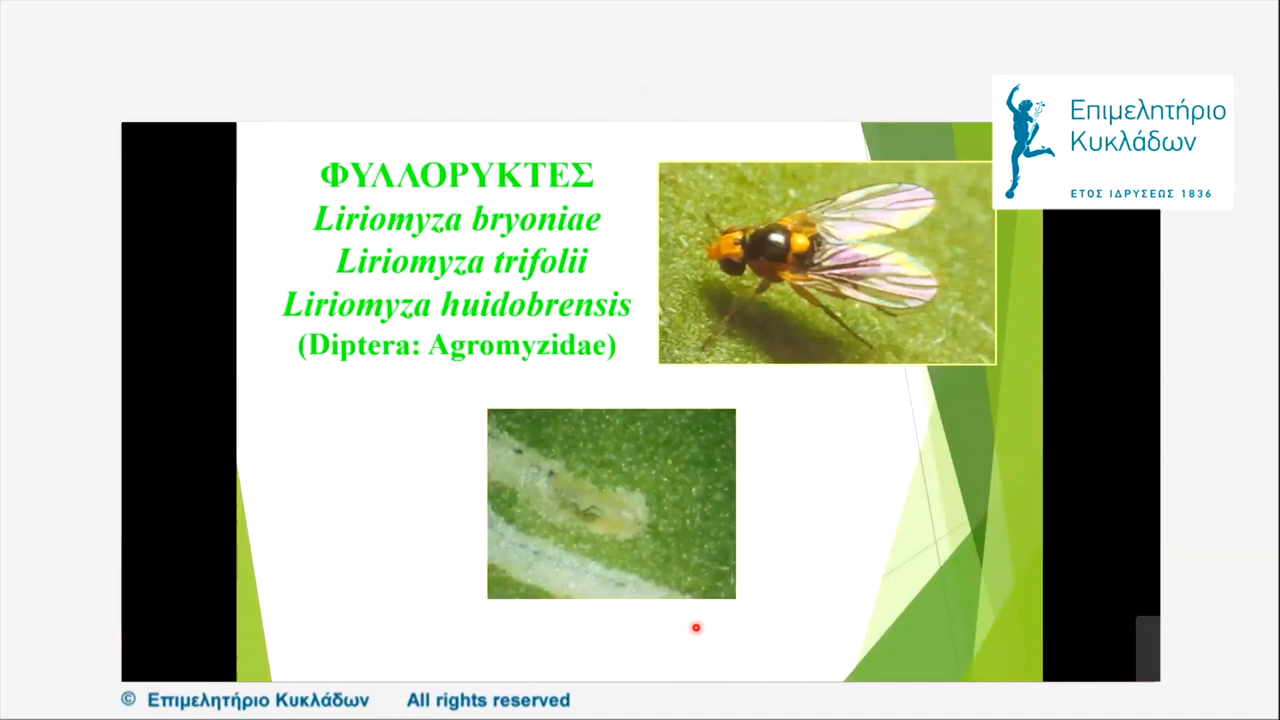 Επιμελητήριο
Κυκλάδων
ΕΤΟΣ ΙΔΡΥΣΕΩΣ 1836
ΦΥΛΛΟΡΥΚΤΕΣ
Liriomyza bryoniae
Liriomyza trifolii
Liriomyza huidobrensis
(Diptera: Agromyzidae)
© Επιμελητήριο Κυκλάδων All rights reserved